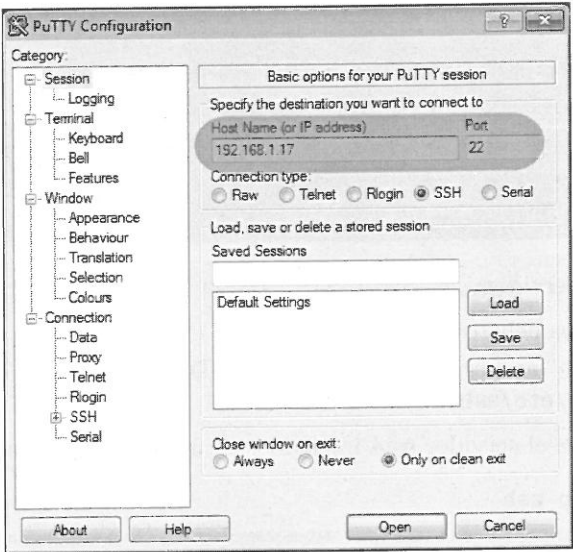 PuTTY Configuration
Category:
Session
Logging
Terminal
Keyboard
Bell
Features
Window
Appearance
Behaviour
Translation
Selection
Colours
Connection
Data
Proxy
Telnet
Rlogin
SSH
Serial
Basic options for your PuTTY session
Specify the destination you want to connect to
Host Name (or IP address) Port
192.168.1.17 22
Connection type:
Raw Telnet Rlogin SSH Serial
Load, save or delete a stored session
Saved Sessions
Default Settings
Load
Save
Delete
Close window on exit:
Always Never Only on clean exit
About Help Open Cancel